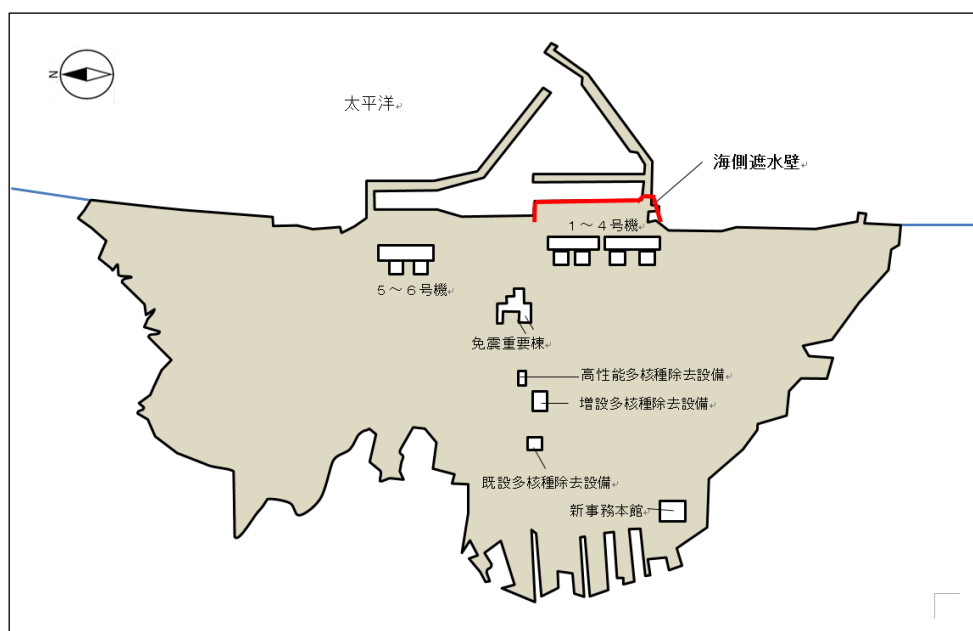 N
太平洋
海側遮水壁
１～４号機
５～６号機
免震重要棟
高性能多核種除去設備
増設多核種除去設備
既設多核種除去設備
新事務本館